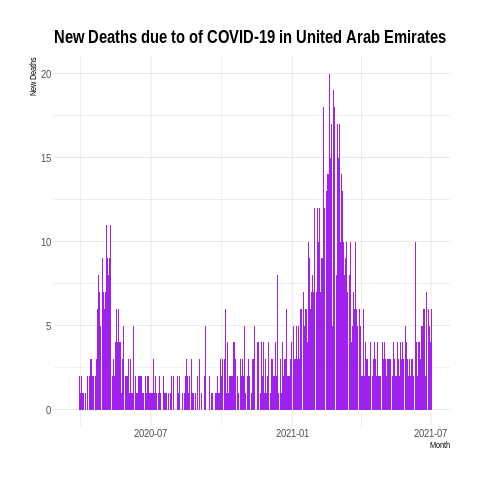 New Deaths due to of COVID-19 in United Arab Emirates
New Deaths
20
15
10
5
0
2020-07
2021-01
2021-07
Month